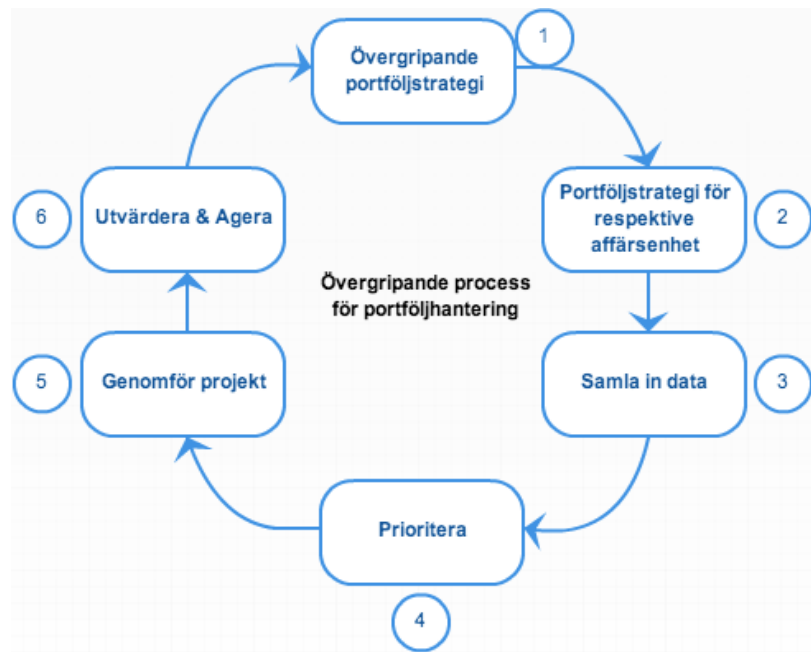 1
Övergripande
portföljstrategi
2
Portföljstrategi för
respektive
affärsenhet
3
Samla in data
4
Prioritera
5
Genomför projekt
6
Utvärdera & Agera
Övergripande process
för portföljhantering